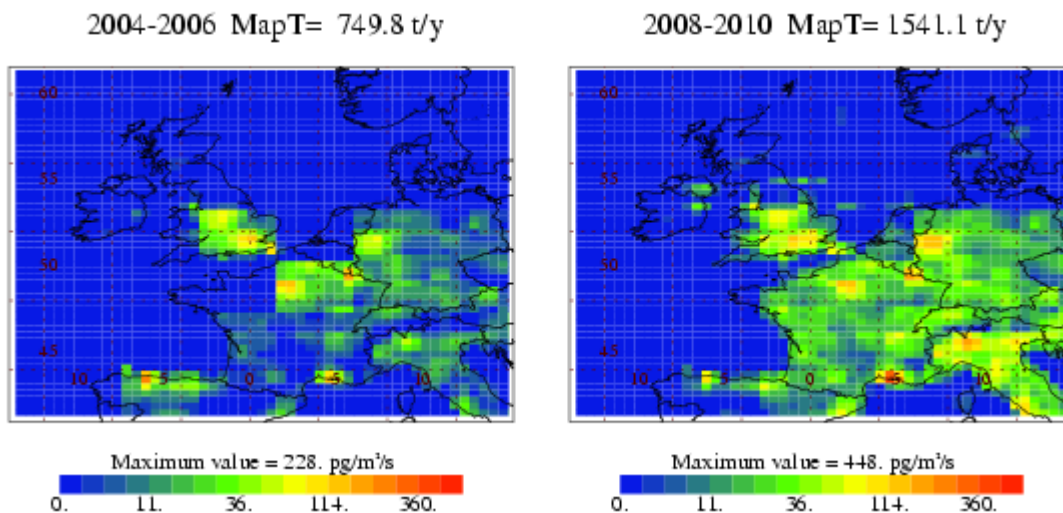 2004-2006 MapT= 749.8 t/y
60
55
50
45
10 5 0 5 10
Maximum value = 228. pg/m²/s
0. 11. 36. 114. 360.
2008-2010 MapT= 1541.1 t/y
60
55
50
45
10 5 0 5 10
Maximum value = 448. pg/m²/s
0. 11. 36. 114. 360.